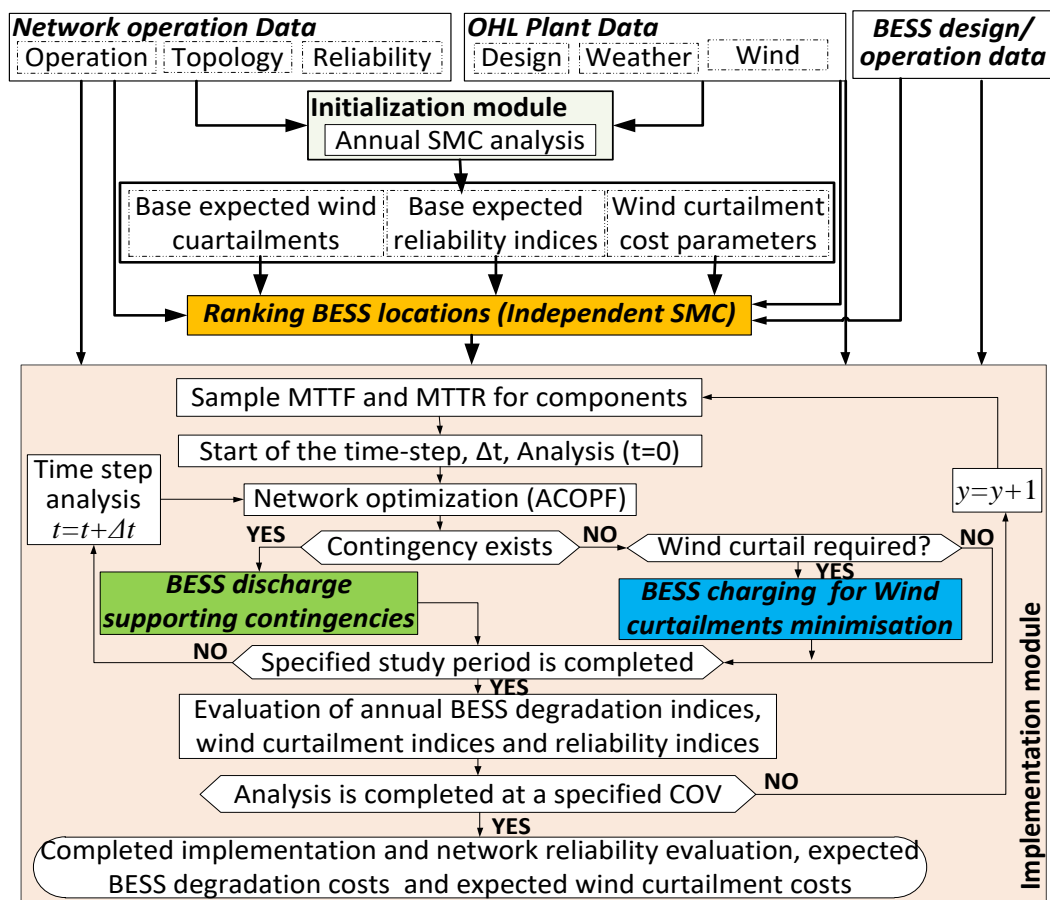 Network operation Data
Operation
Topology
Reliability
OHL Plant Data
Design
Weather
Wind
BESS design/
operation data
Initialization module
Annual SMC analysis
Base expected wind
cuartailments
Base expected
reliability indices
Wind curtailment
cost parameters
Ranking BESS locations (Independent SMC)
Sample MTTF and MTTR for components
Start of the time-step, Δt, Analysis (t=0)
Time step
analysis
t=t+Δt
Network optimization (ACOPF)
y=y+1
YES
Contingency exists
NO
Wind curtail required?
NO
YES
BESS discharge
supporting contingencies
BESS charging for Wind
curtailments minimisation
NO
Specified study period is completed
YES
Evaluation of annual BESS degradation indices,
wind curtailment indices and reliability indices
Analysis is completed at a specified COV
NO
YES
Completed implementation and network reliability evaluation, expected
BESS degradation costs and expected wind curtailment costs
Implementation module